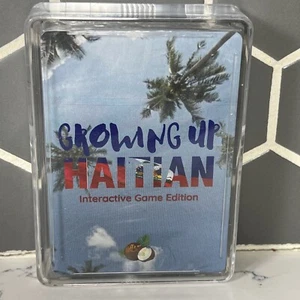 GROWING UP
HAITIAN
Interactive Game Edition